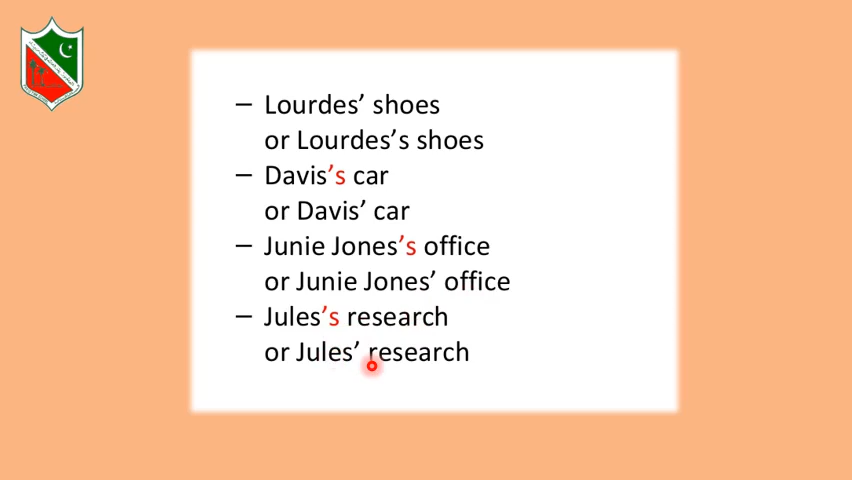 – Lourdes’ shoes
or Lourdes’s shoes
– Davis’s car
or Davis’ car
– Junie Jones’s office
or Junie Jones’ office
– Jules’s research
or Jules’ research